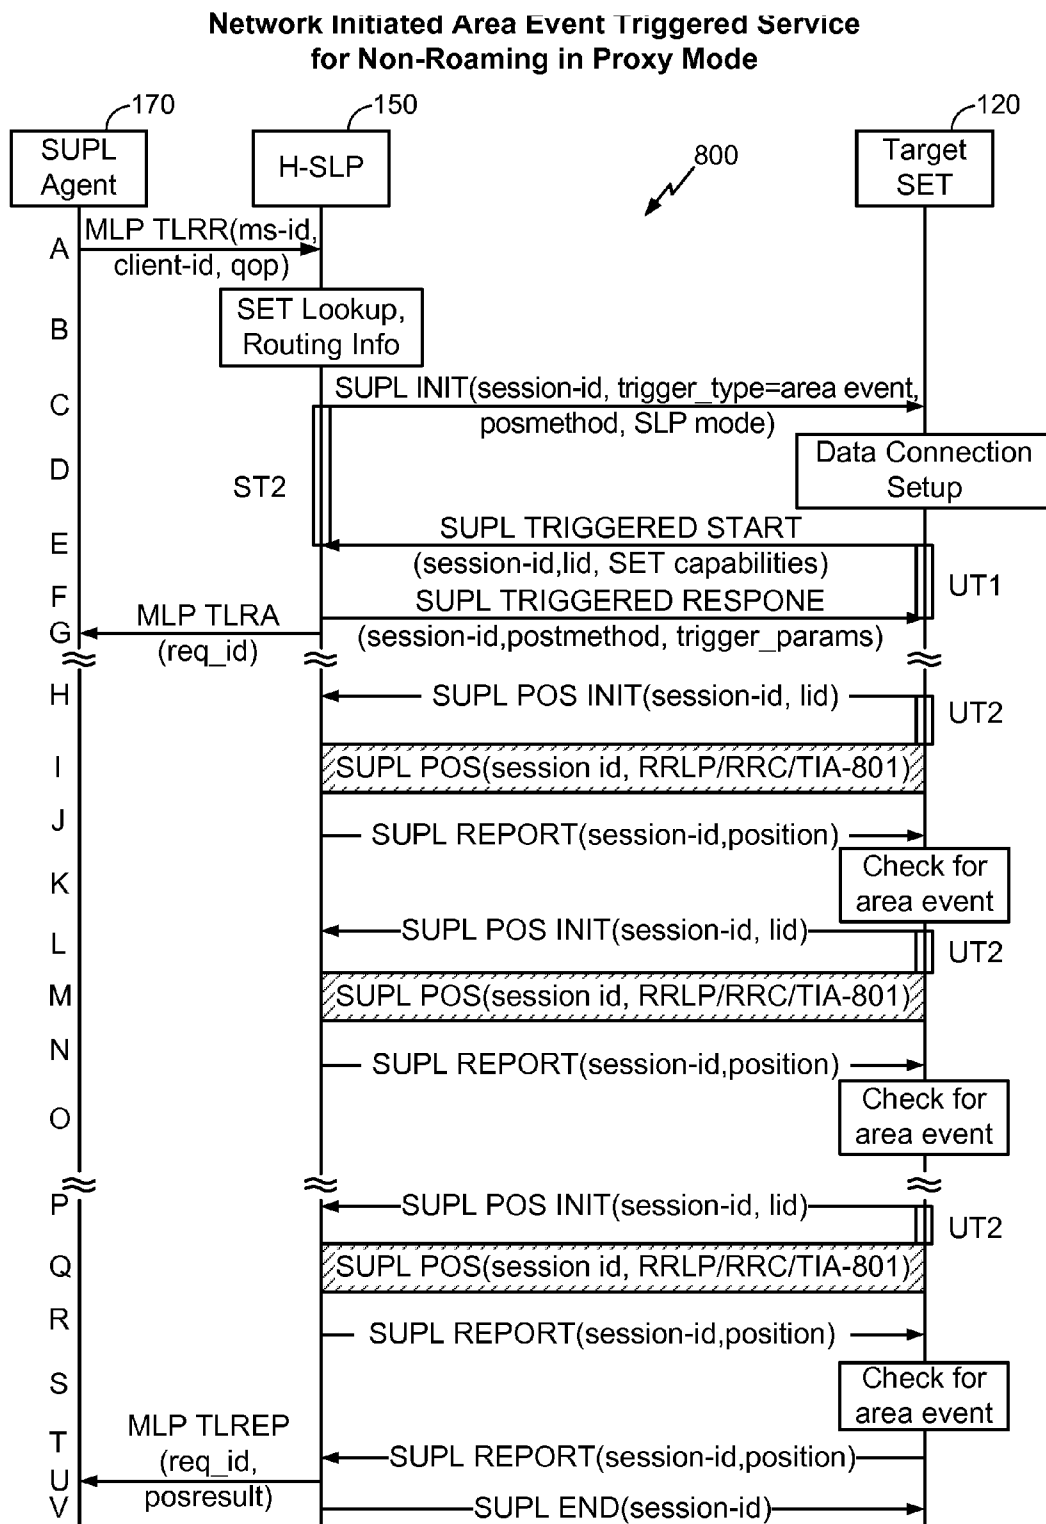 Network Initiated Area Event Triggered Service
for Non-Roaming in Proxy Mode
170
150
120
SUPL
Agent
H-SLP
Target
SET
800
A
MLP TLRR(ms-id,
client-id, qop)
B
SET Lookup,
Routing Info
C
SUPL INIT(session-id, trigger_type=area event,
posmethod, SLP mode)
D
ST2
Data Connection
Setup
E
SUPL TRIGGERED START
(session-id,lid, SET capabilities)
UT1
F
SUPL TRIGGERED RESPONE
(session-id,postmethod, trigger_params)
G
MLP TLRA
(req_id)
H
SUPL POS INIT(session-id, lid)
UT2
I
SUPL POS(session id, RRLP/RRC/TIA-801)
J
SUPL REPORT(session-id,position)
K
Check for
area event
L
SUPL POS INIT(session-id, lid)
UT2
M
SUPL POS(session id, RRLP/RRC/TIA-801)
N
SUPL REPORT(session-id,position)
O
Check for
area event
P
SUPL POS INIT(session-id, lid)
UT2
Q
SUPL POS(session id, RRLP/RRC/TIA-801)
R
SUPL REPORT(session-id,position)
S
Check for
area event
T
SUPL REPORT(session-id,position)
U
MLP TLREP
(req_id,
posresult)
V
SUPL END(session-id)